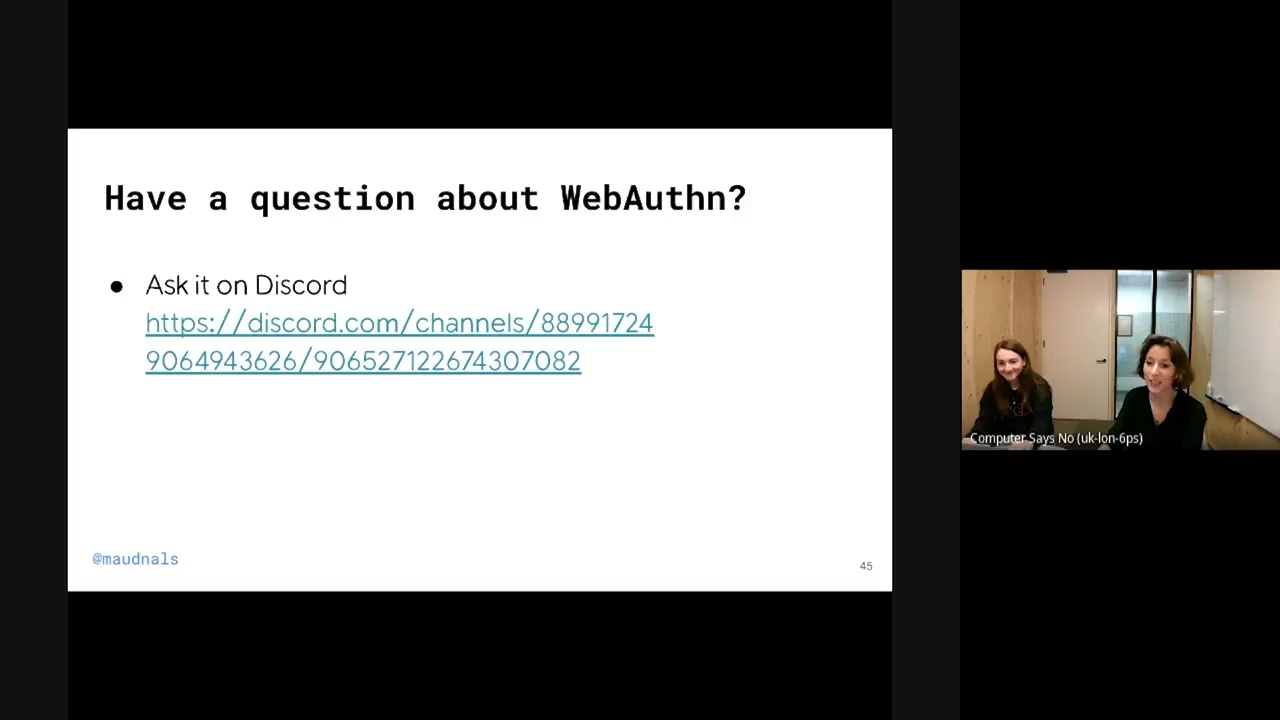 Have a question about WebAuthn?
● Ask it on Discord
https://discord.com/channels/88991724
9064943626/906527122674307082
@maudnals
45
Computer Says No (uk-lon-6ps)